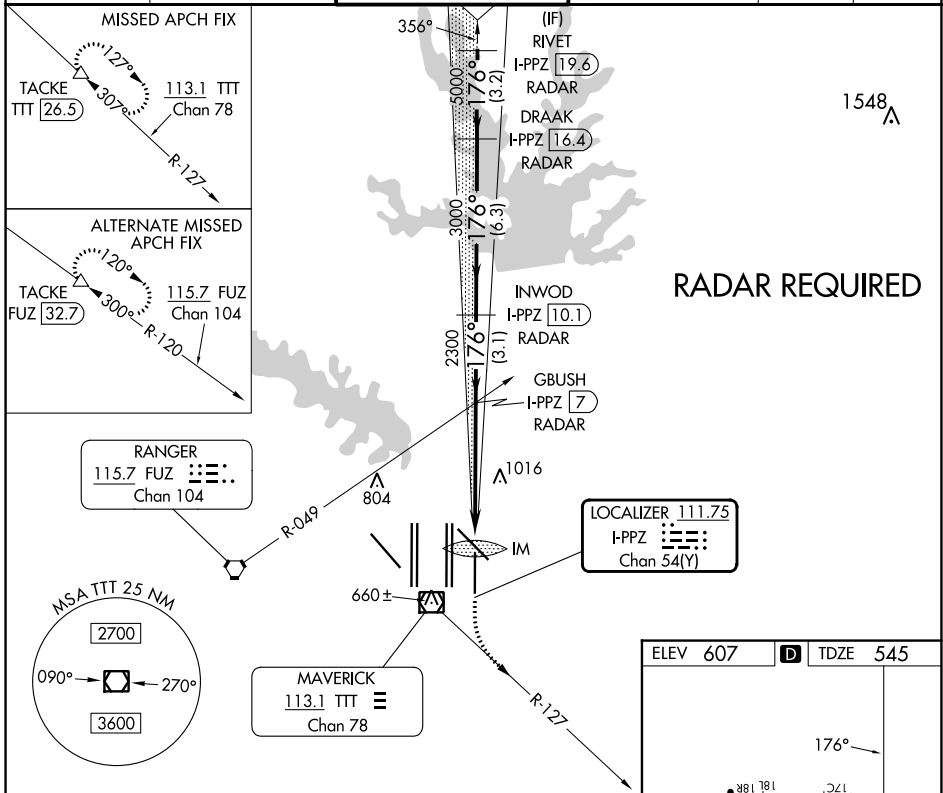 MISSED APCH FIX
127°
TACKE
TTT 26.5
307°
113.1 TTT
Chan 78
R-127
ALTERNATE MISSED
APCH FIX
120°
TACKE
FUZ 32.7
300°
115.7 FUZ
Chan 104
R-120
356°
(IF)
RIVET
I-PPZ 19.6
RADAR
5000
176°
(3.2)
DRAAK
I-PPZ 16.4
RADAR
3000
176°
(6.3)
INWOD
I-PPZ 10.1
RADAR
2300
176°
(3.1)
GBUSH
I-PPZ 7
RADAR
1548
RADAR REQUIRED
RANGER
115.7 FUZ
Chan 104
R-049
804
1016
IM
LOCALIZER 111.75
I-PPZ
Chan 54(Y)
660±
MSA TTT 25 NM
2700
090°
270°
3600
MAVERICK
113.1 TTT
Chan 78
R-127
ELEV 607 D TDZE 545
176°
18R
18L
17C